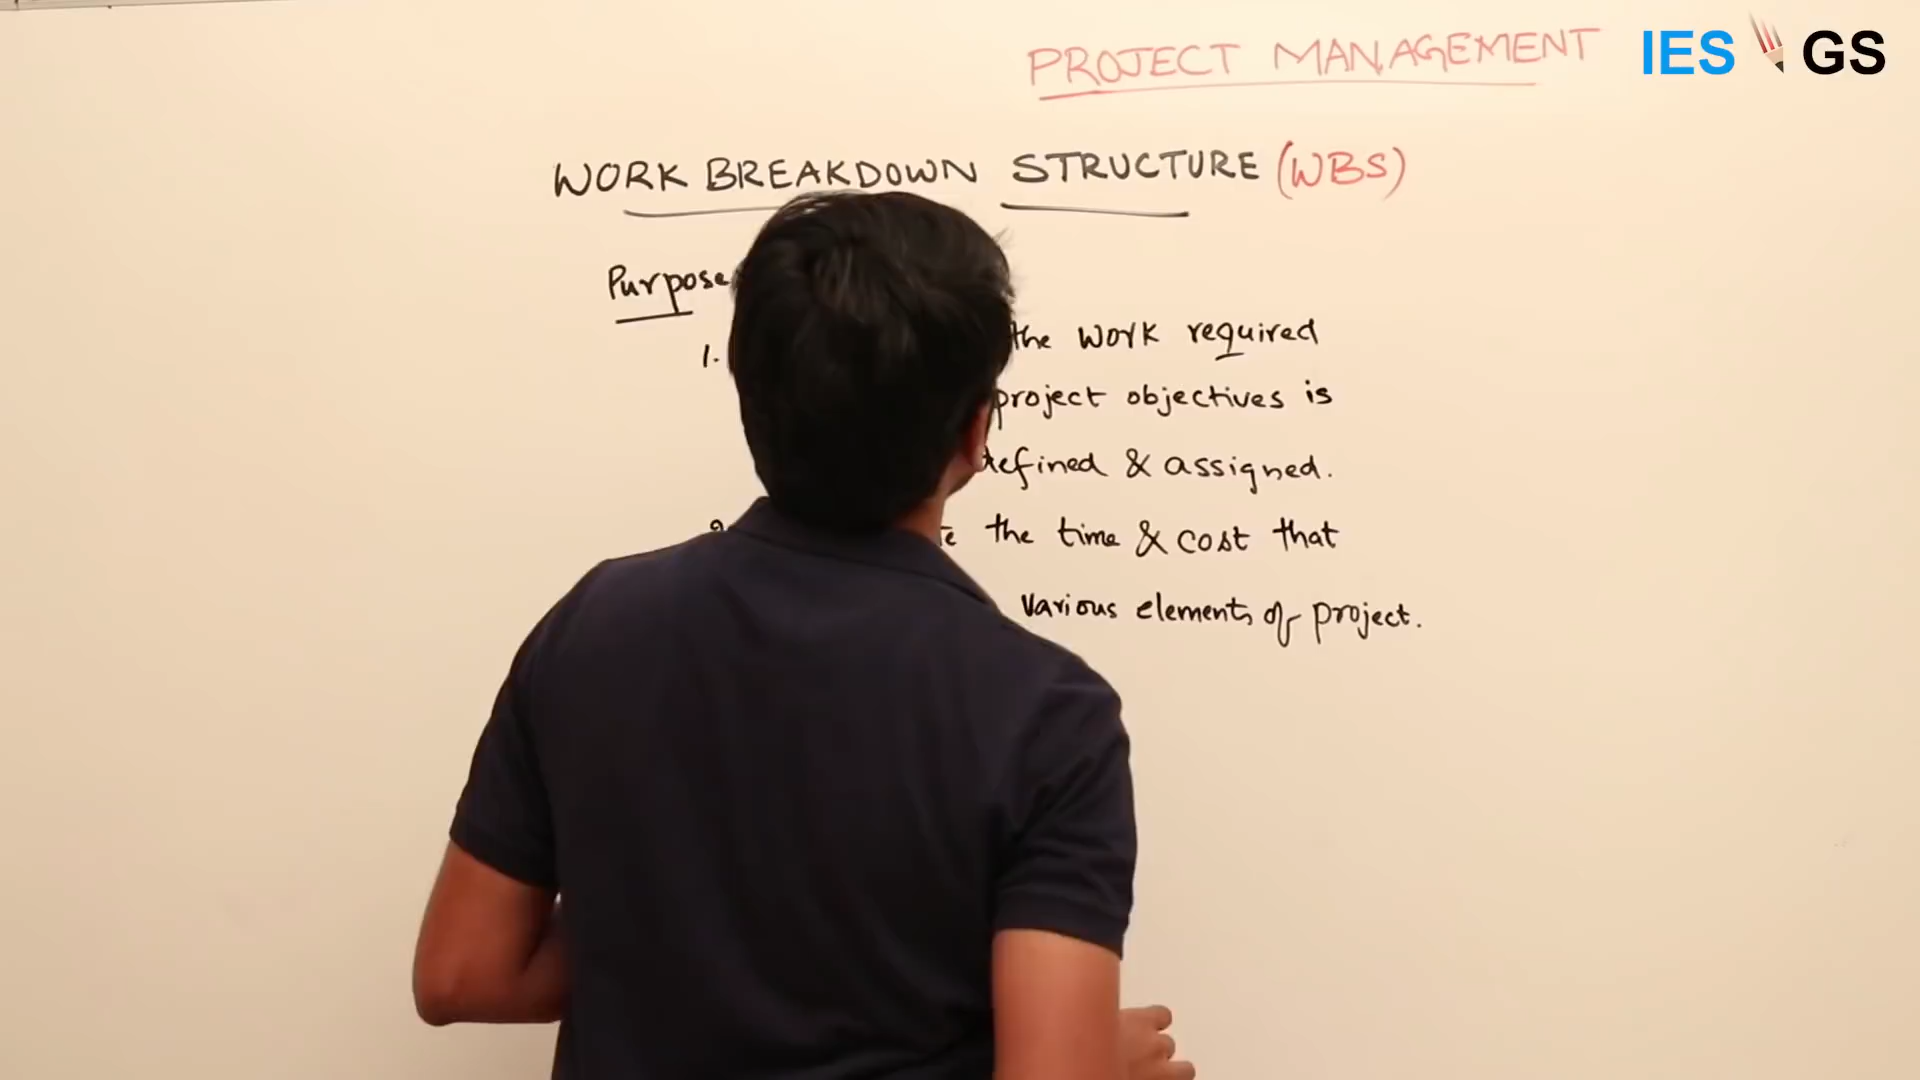 PROJECT MANAGEMENT
IES GS
WORK BREAKDOWN STRUCTURE (WBS)
Purpose
1. the work required
project objectives is
defined & assigned.
the time & cost that
various elements of project.